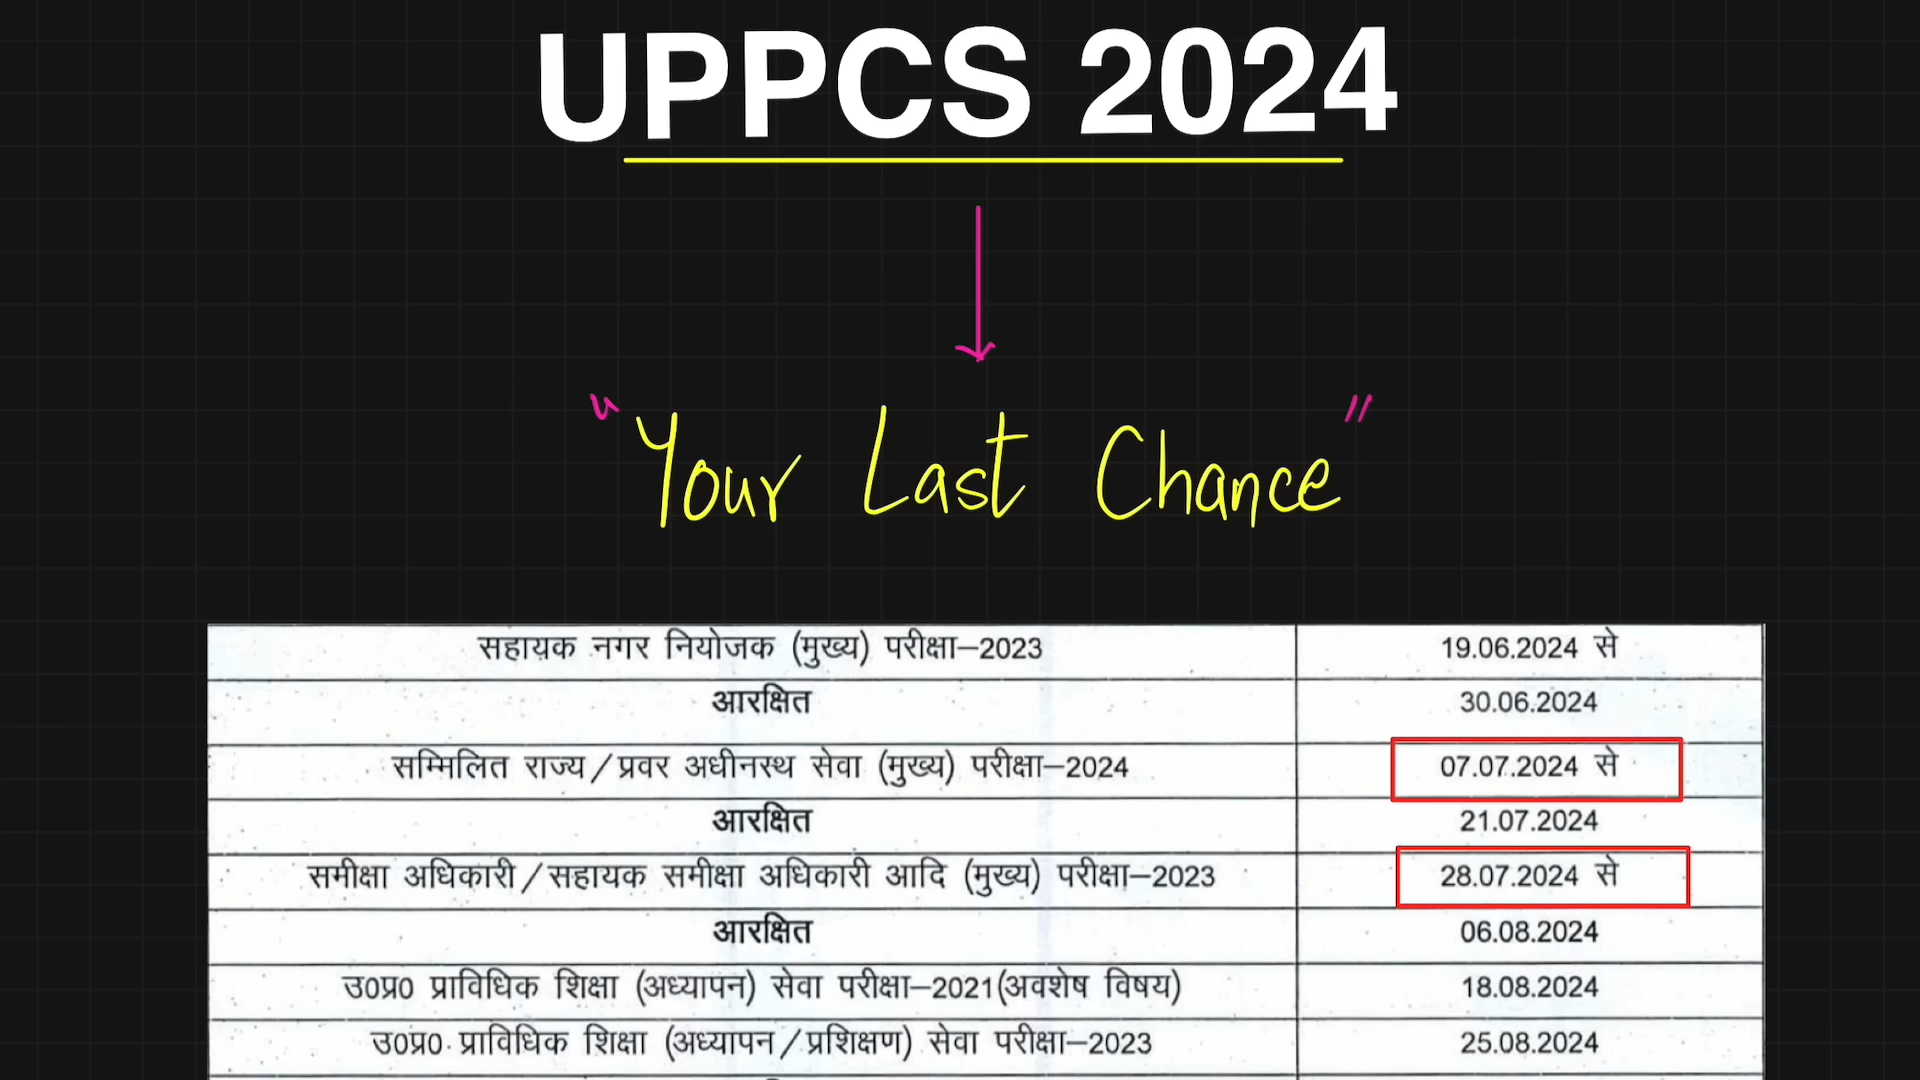 UPPCS 2024
"Your Last Chance"
सहायक नगर नियोजक (मुख्य) परीक्षा–2023 19.06.2024 से
आरक्षित 30.06.2024
सम्मिलित राज्य/प्रवर अधीनस्थ सेवा (मुख्य) परीक्षा–2024 07.07.2024 से
आरक्षित 21.07.2024
समीक्षा अधिकारी/सहायक समीक्षा अधिकारी आदि (मुख्य) परीक्षा–2023 28.07.2024 से
आरक्षित 06.08.2024
उ0प्र0 प्राविधिक शिक्षा (अध्यापन) सेवा परीक्षा–2021(अवशेष विषय) 18.08.2024
उ0प्र0 प्राविधिक शिक्षा (अध्यापन/प्रशिक्षण) सेवा परीक्षा–2023 25.08.2024